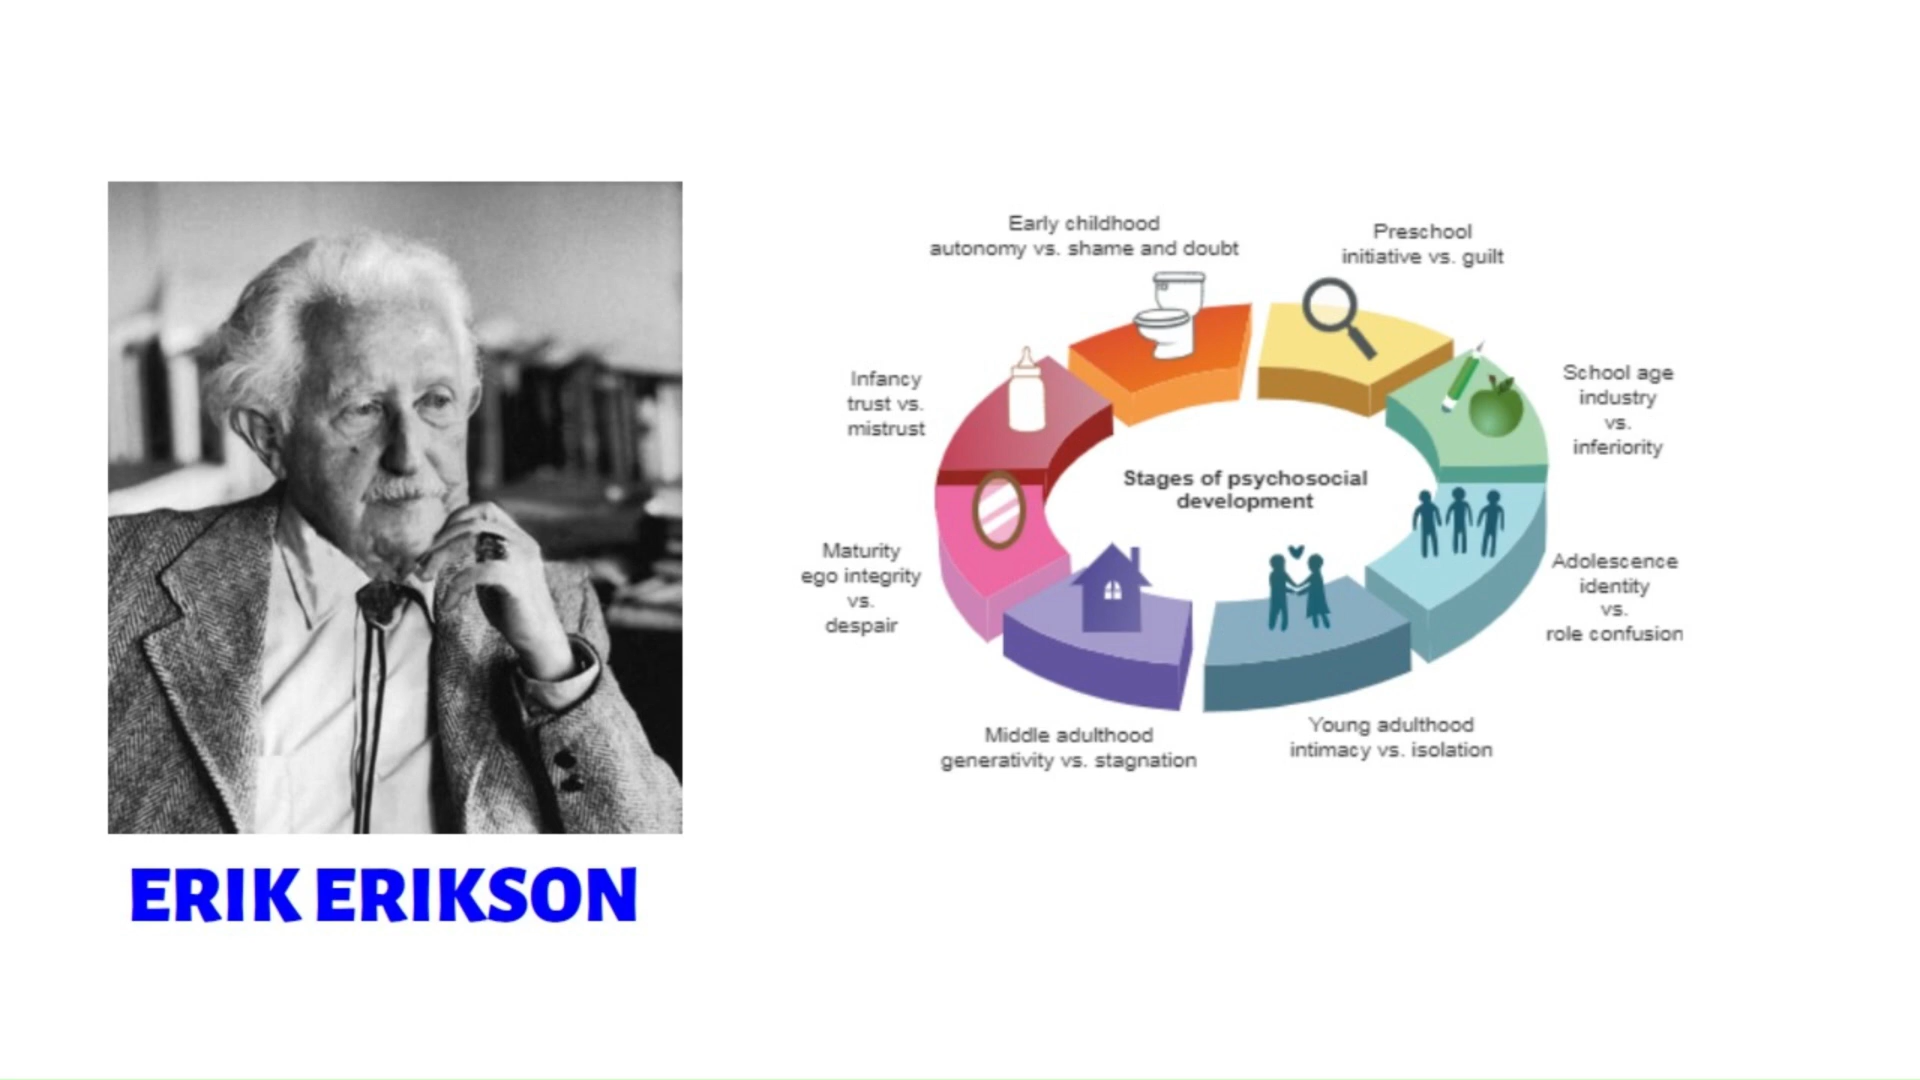 ERIK ERIKSON
Early childhood
autonomy vs. shame and doubt
Preschool
initiative vs. guilt
School age
industry
vs.
inferiority
Adolescence
identity
vs.
role confusion
Young adulthood
intimacy vs. isolation
Middle adulthood
generativity vs. stagnation
Maturity
ego integrity
vs.
despair
Infancy
trust vs.
mistrust
Stages of psychosocial
development